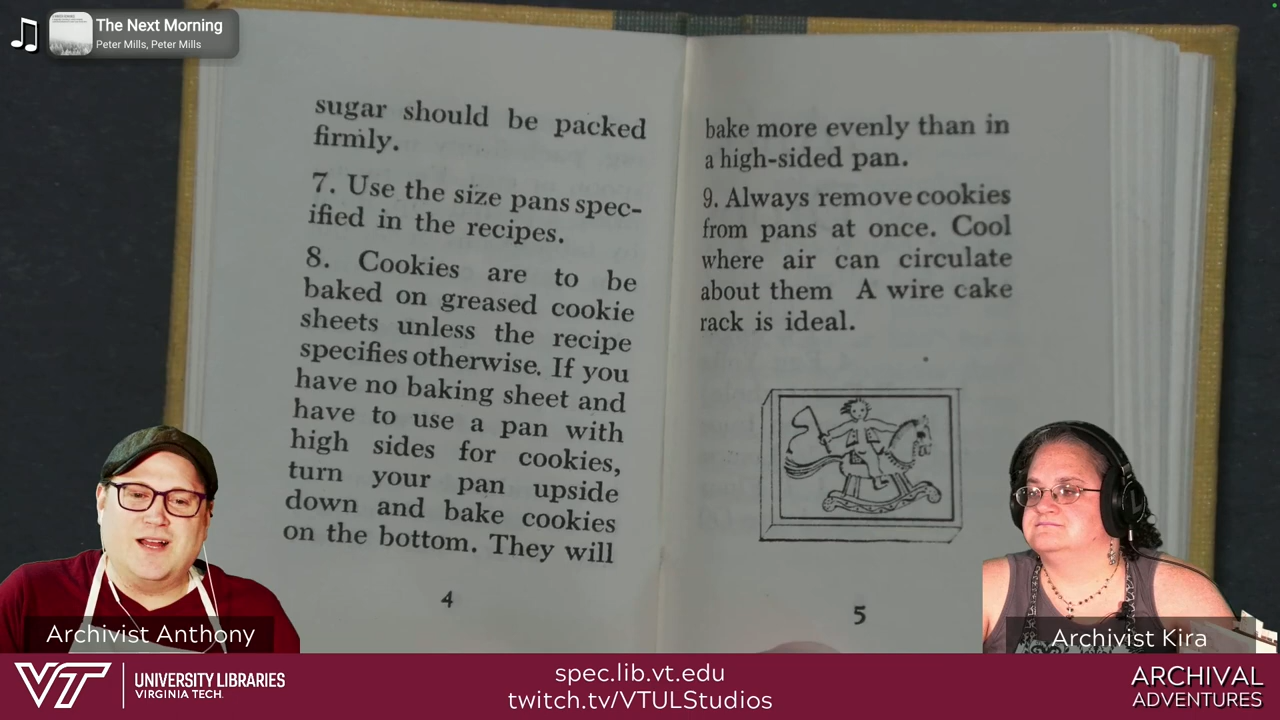 The Next Morning
Peter Mills, Peter Mills
sugar should be packed
firmly.
7. Use the size pans spec-
ified in the recipes.
8. Cookies are to be
baked on greased cookie
sheets unless the recipe
specifies otherwise. If you
have no baking sheet and
have to use a pan with
high sides for cookies,
turn your pan upside
down and bake cookies
on the bottom. They will
4
bake more evenly than in
a high-sided pan.
9. Always remove cookies
from pans at once. Cool
where air can circulate
about them A wire cake
rack is ideal.
5
Archivist Anthony
Archivist Kira
VT
UNIVERSITY LIBRARIES
VIRGINIA TECH
spec.lib.vt.edu
twitch.tv/VTULStudios
ARCHIVAL
ADVENTURES